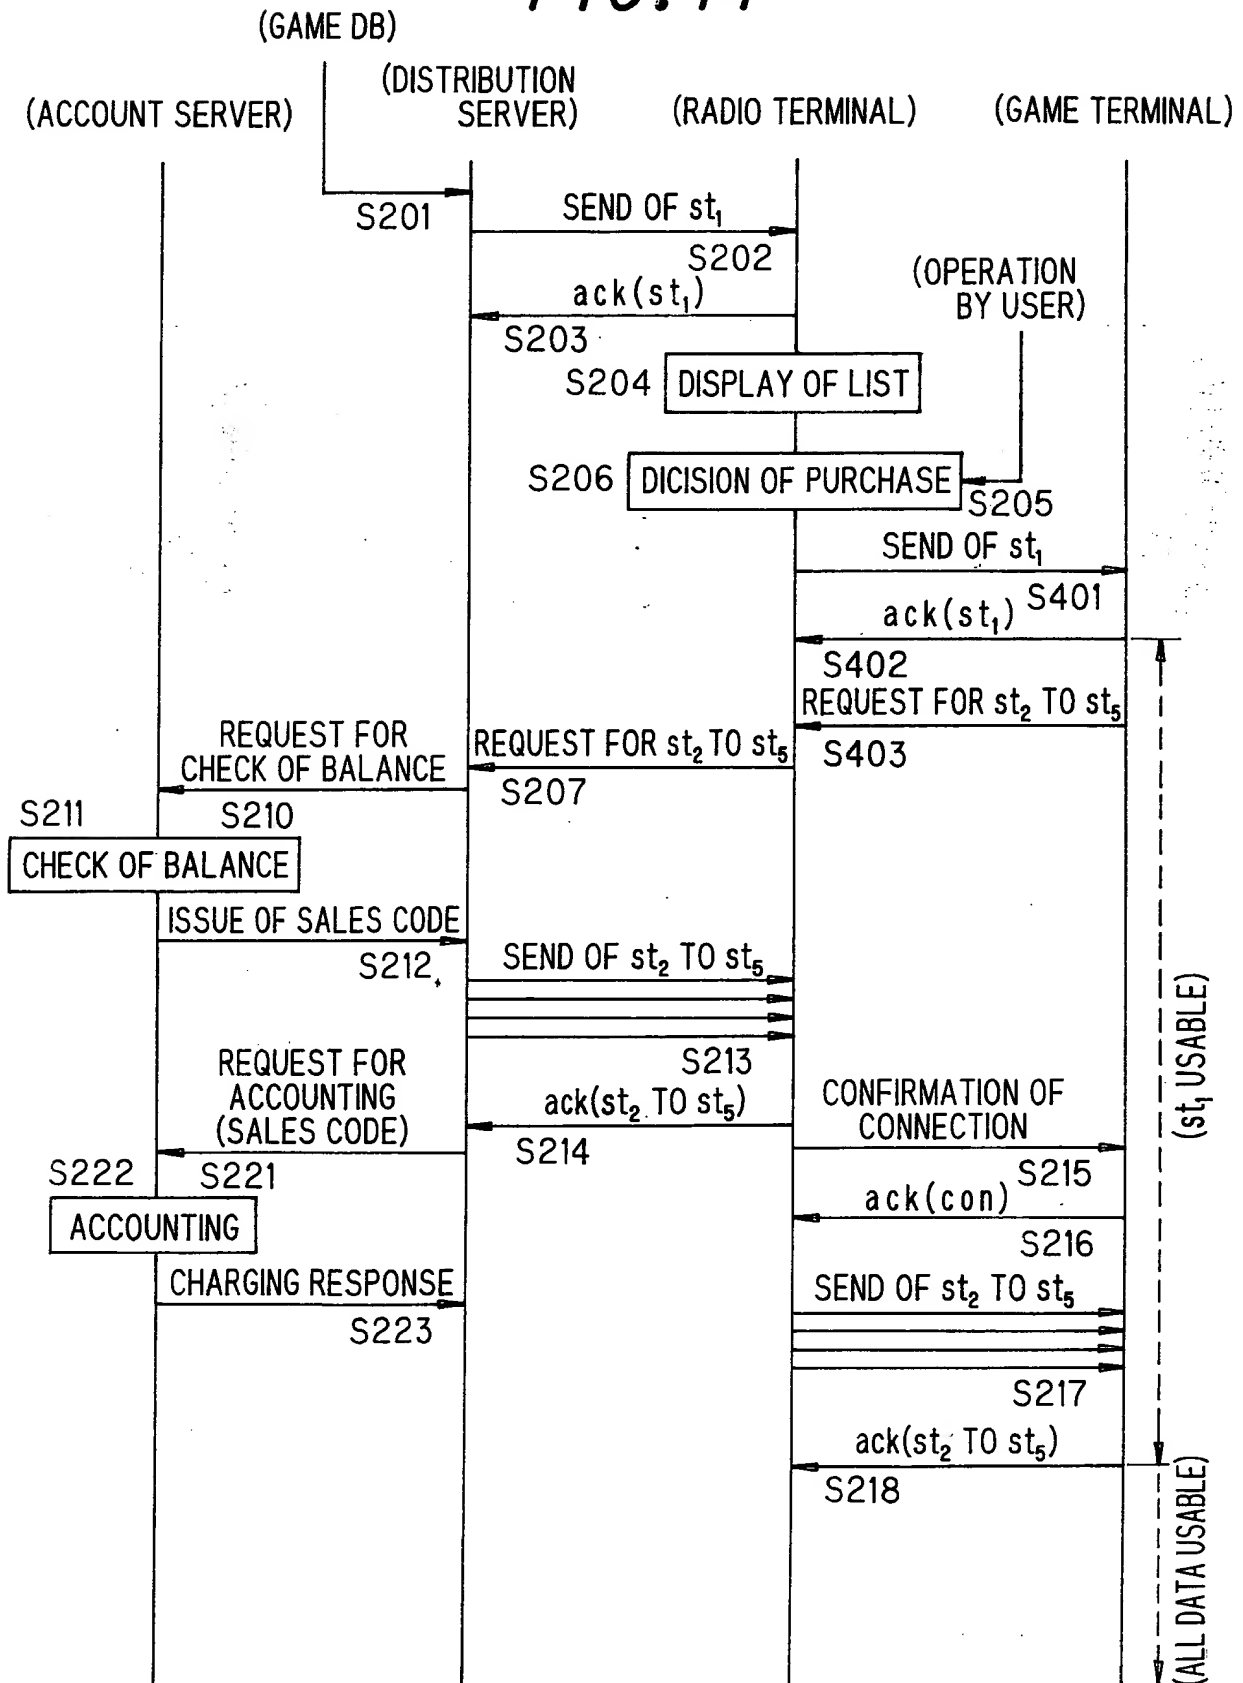 (GAME DB)
(ACCOUNT SERVER)
(DISTRIBUTION
SERVER)
(RADIO TERMINAL)
(GAME TERMINAL)
S201
SEND OF st₁
S202
ack(st₁)
S203
(OPERATION
BY USER)
S204
DISPLAY OF LIST
S206
DICISION OF PURCHASE
S205
SEND OF st₁
S401
ack(st₁)
S402
REQUEST FOR st₂ TO st₅
S403
REQUEST FOR st₂ TO st₅
S207
REQUEST FOR
CHECK OF BALANCE
S211
S210
CHECK OF BALANCE
ISSUE OF SALES CODE
S212
SEND OF st₂ TO st₅
S213
(st₁ USABLE)
REQUEST FOR
ACCOUNTING
(SALES CODE)
ack(st₂ TO st₅)
S214
CONFIRMATION OF
CONNECTION
S215
S222
S221
ack(con)
S216
ACCOUNTING
CHARGING RESPONSE
S223
SEND OF st₂ TO st₅
S217
ack(st₂ TO st₅)
S218
(ALL DATA USABLE)